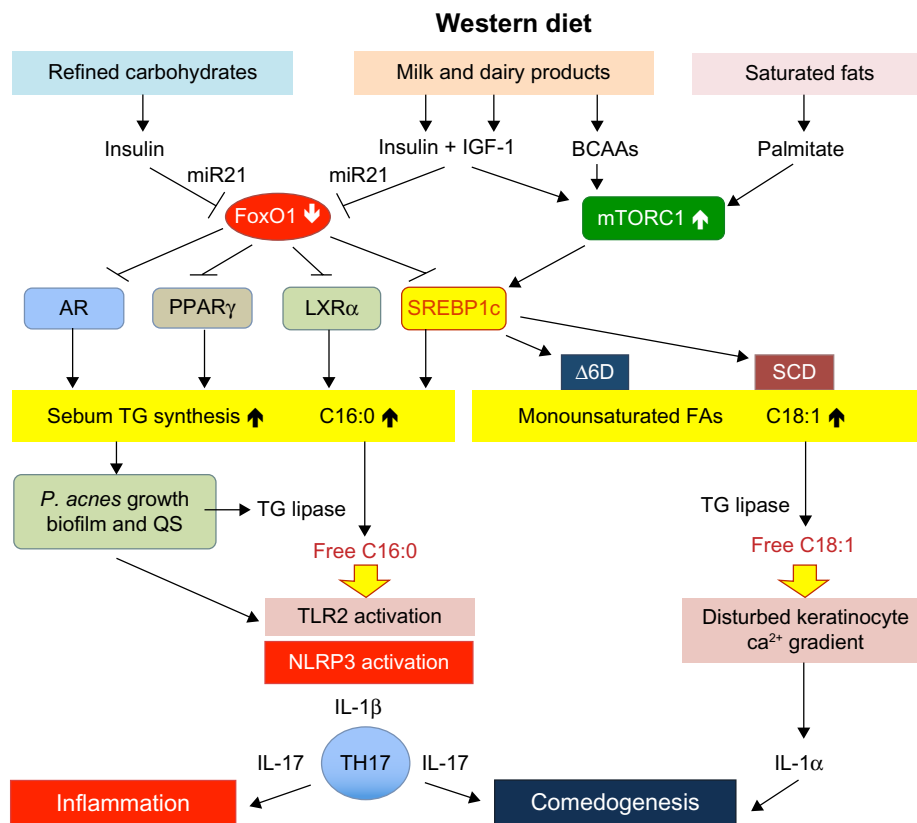 Western diet
Refined carbohydrates
Milk and dairy products
Saturated fats
Insulin
Insulin + IGF-1
BCAAs
Palmitate
miR21
miR21
FoxO1
mTORC1
AR
PPARγ
LXRα
SREBP1c
Δ6D
SCD
Sebum TG synthesis
C16:0
Monounsaturated FAs
C18:1
P. acnes growth
biofilm and QS
TG lipase
TG lipase
Free C16:0
Free C18:1
TLR2 activation
Disturbed keratinocyte
ca²⁺ gradient
NLRP3 activation
IL-1β
IL-17
TH17
IL-17
IL-1α
Inflammation
Comedogenesis